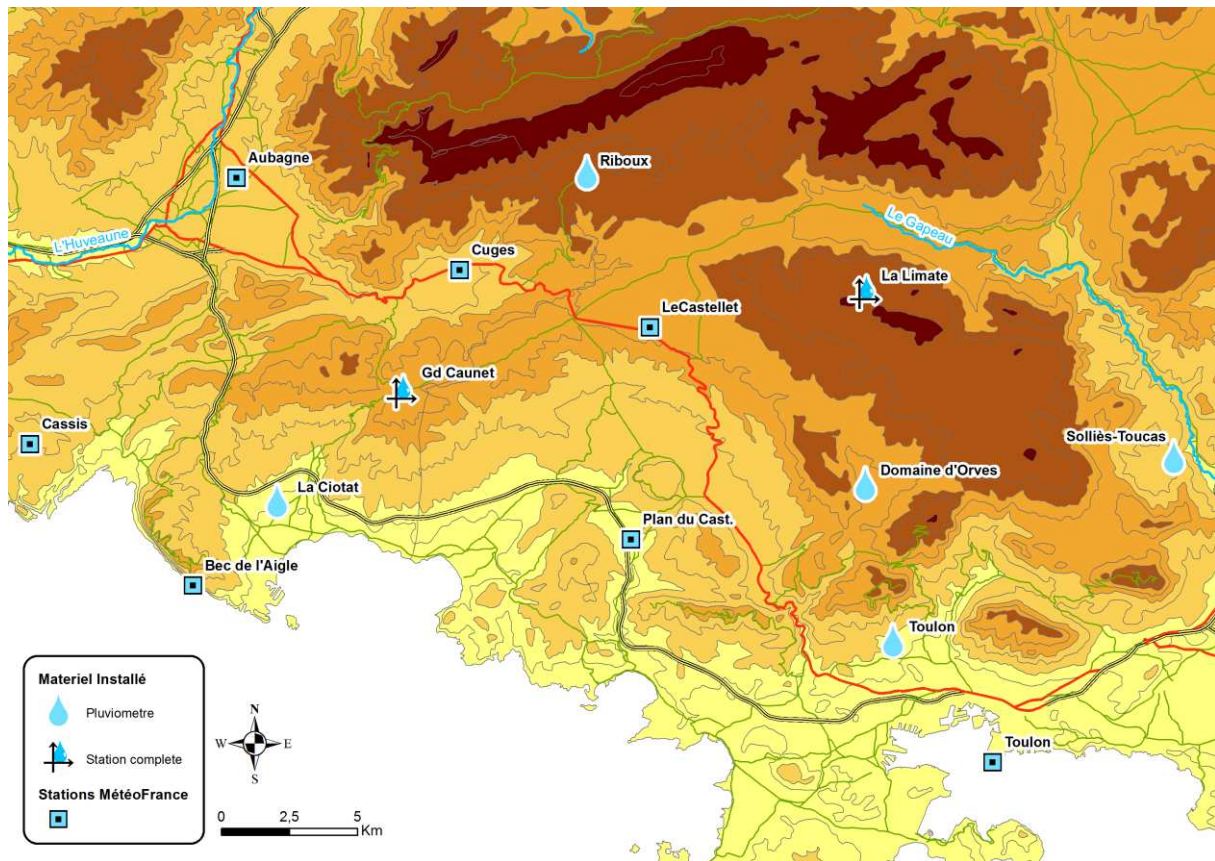 Aubagne
Riboux
L'Huveaune
Le Gapeau
Cuges
La Limate
LeCastellet
Gd Caunet
Cassis
Solliès-Toucas
Domaine d'Orves
La Ciotat
Plan du Cast.
Bec de l'Aigle
Toulon
Materiel Installé
Pluviometre
Station complete
Stations MétéoFrance
N
W E
S
0 2,5 5
Km
Toulon